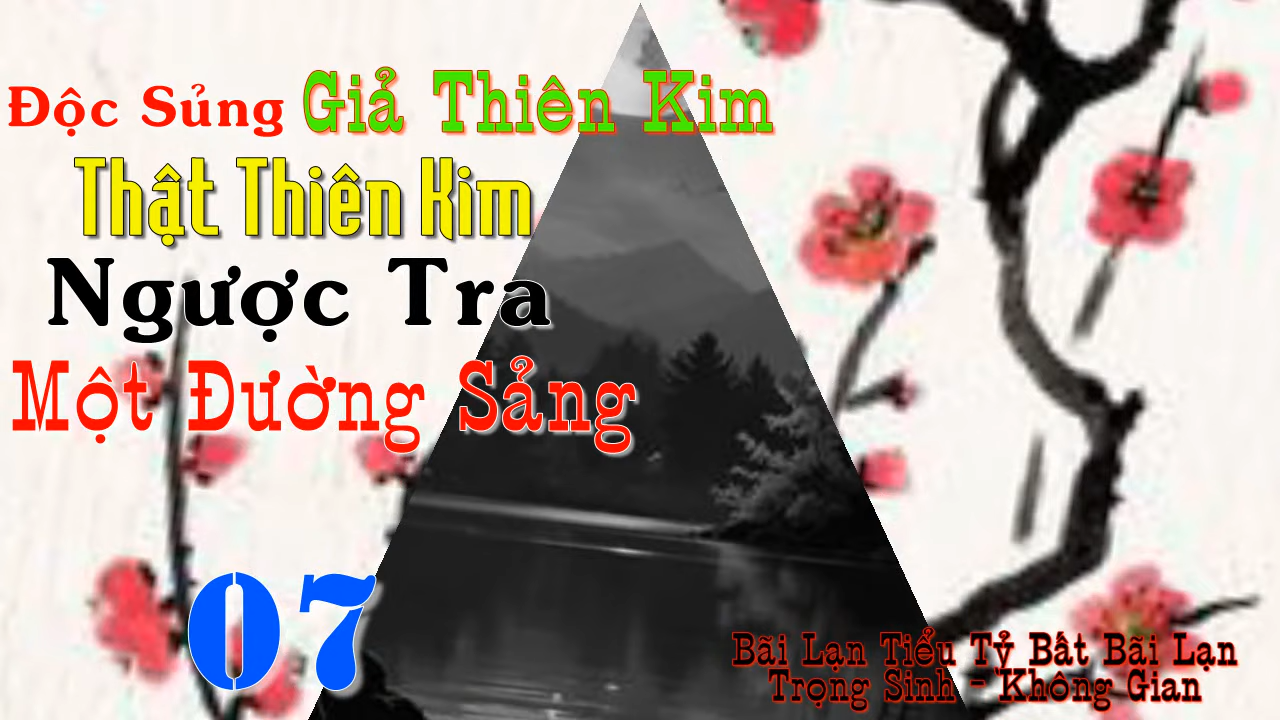 Độc Sủng Giả Thiên Kim
Thật Thiên Kim
Ngược Tra
Một Đường Sảng
07
Bãi Lạn Tiểu Tỷ Bất Bãi Lạn
Trọng Sinh - Không Gian